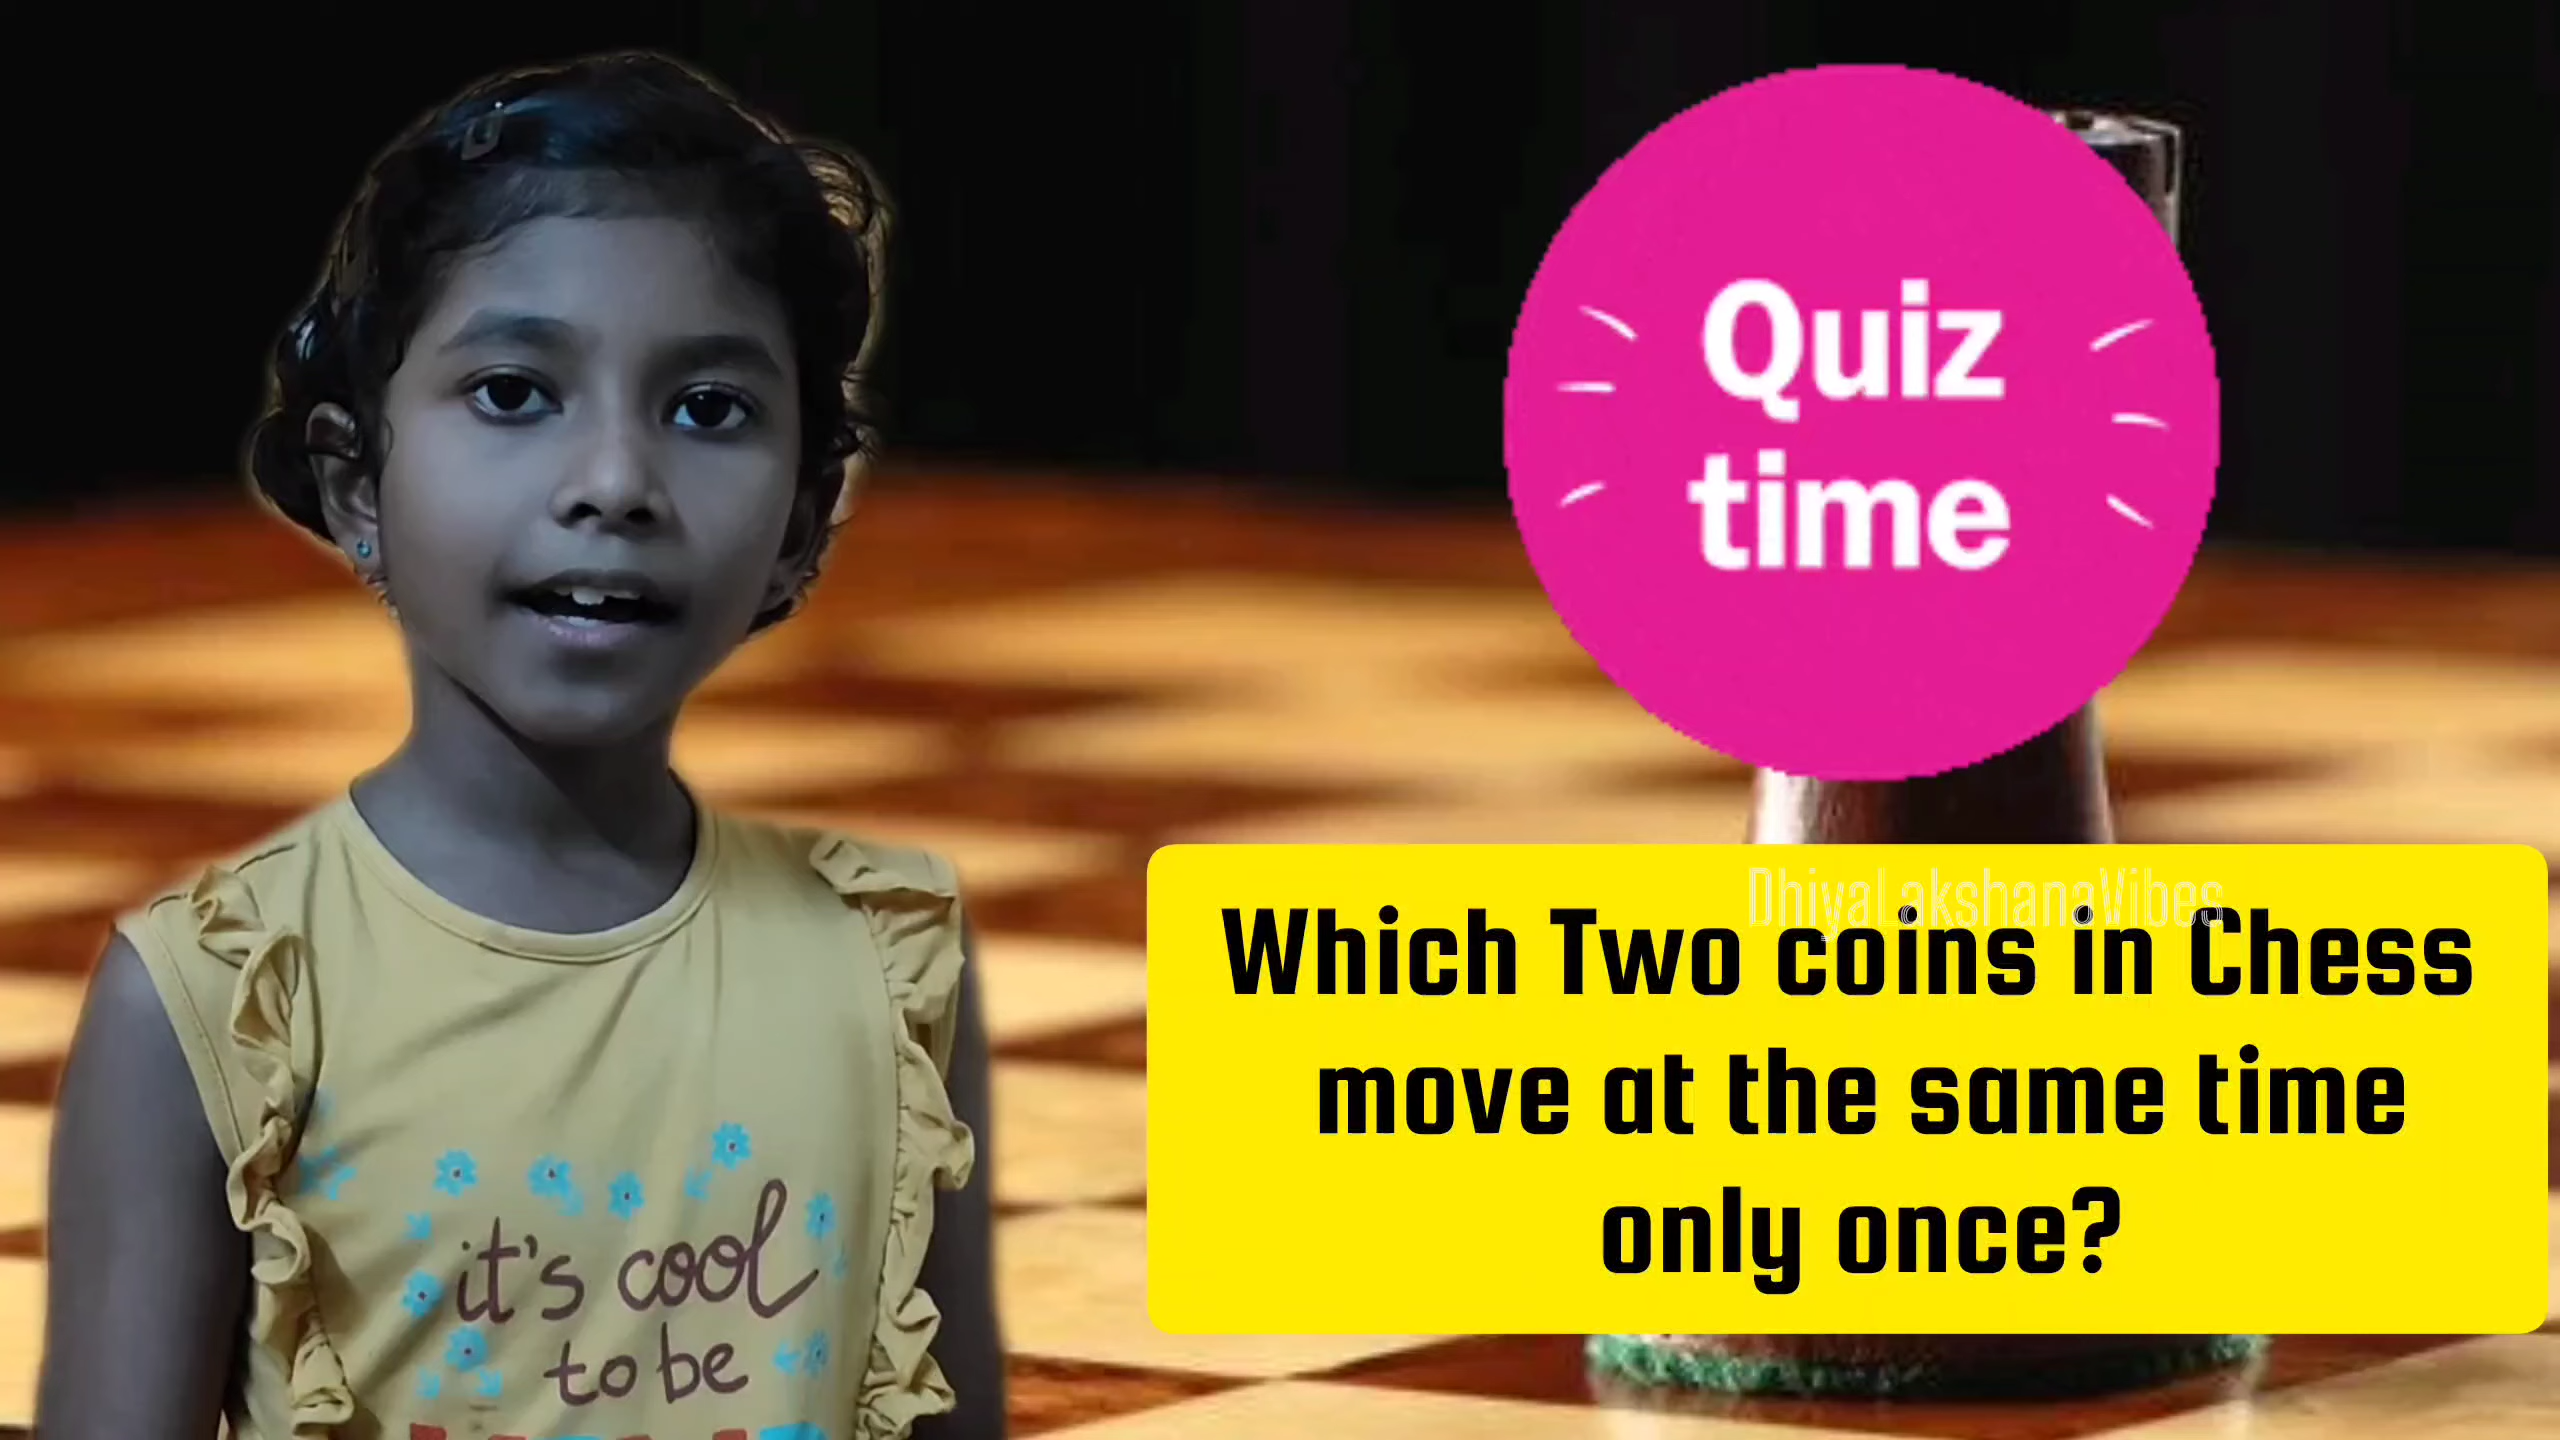 Quiz
time
DhiyaLakshanaVibes
Which Two coins in Chess
move at the same time
only once?
it's cool
to be